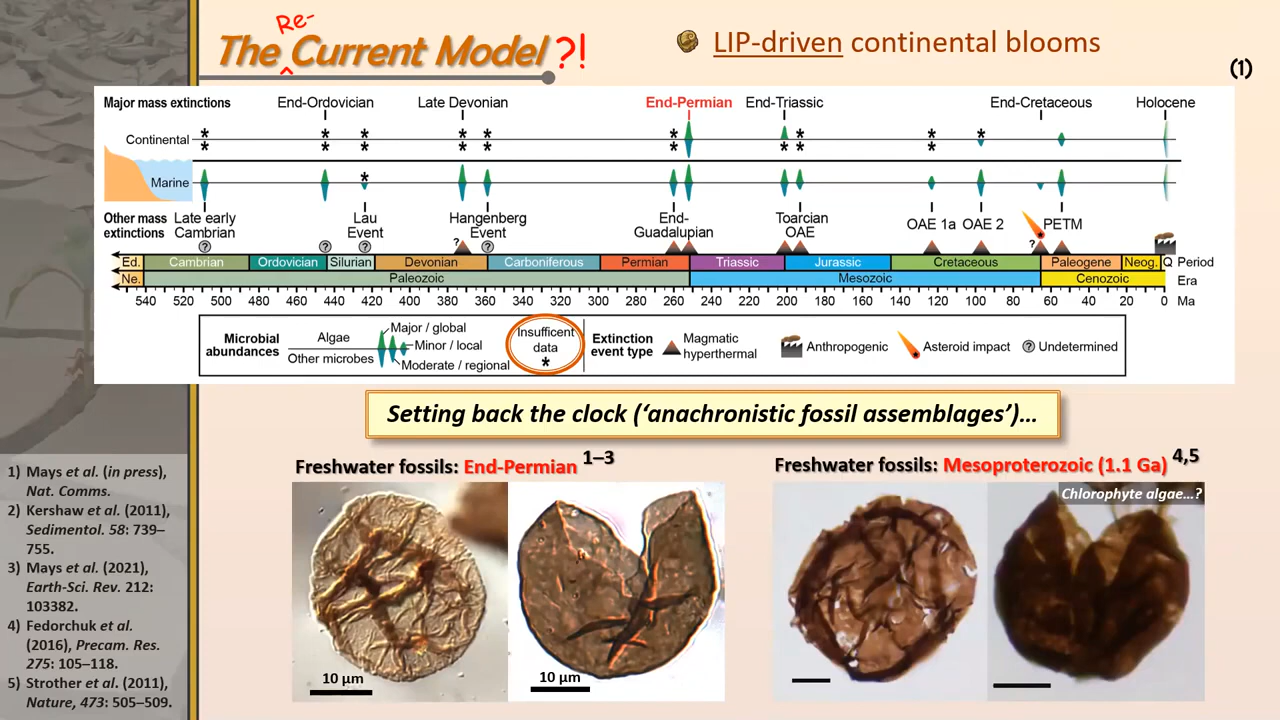 Re-
The Current Model ?!
LIP-driven continental blooms
(1)
Major mass extinctions
End-Ordovician
Late Devonian
End-Permian
End-Triassic
End-Cretaceous
Holocene
Continental
* * * * * * * * * *
* * * * * * * * *
Marine
*
Other mass
extinctions
Late early
Cambrian
Lau
Event
Hangenberg
Event
End-
Guadalupian
Toarcian
OAE
OAE 1a
OAE 2
PETM
? ? ? ? ? ?
Ed. Cambrian Ordovician Silurian Devonian Carboniferous Permian Triassic Jurassic Cretaceous Paleogene Neog. Q Period
Ne. Paleozoic Mesozoic Cenozoic Era
540 520 500 480 460 440 420 400 380 360 340 320 300 280 260 240 220 200 180 160 140 120 100 80 60 40 20 0 Ma
Microbial
abundances
Algae
Other microbes
Major / global
Minor / local
Moderate / regional
Insufficient
data
*
Extinction
event type
Magmatic
hyperthermal
Anthropogenic
Asteroid impact
? Undetermined
Setting back the clock (‘anachronistic fossil assemblages’)…
Freshwater fossils: End-Permian 1–3
10 µm
10 µm
Freshwater fossils: Mesoproterozoic (1.1 Ga) 4,5
Chlorophyte algae…?
1) Mays et al. (in press),
Nat. Comms.
2) Kershaw et al. (2011),
Sedimentol. 58: 739–
755.
3) Mays et al. (2021),
Earth-Sci. Rev. 212:
103382.
4) Fedorchuk et al.
(2016), Precam. Res.
275: 105–118.
5) Strother et al. (2011),
Nature, 473: 505–509.